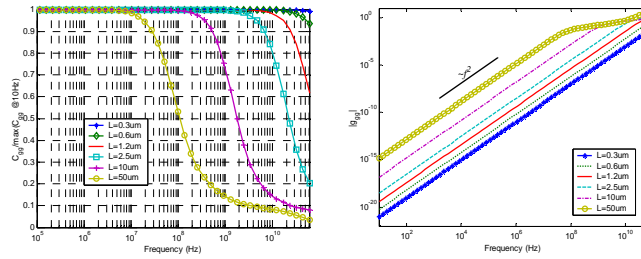 C_gg/max(C_gg @10Hz)
1
0.9
0.8
0.7
0.6
0.5
0.4
0.3
0.2
0.1
0
L=0.3um
L=0.6um
L=1.2um
L=2.5um
L=10um
L=50um
10^5
10^6
10^7
10^8
10^9
10^10
Frequency (Hz)
|g_gg|
10^0
10^-5
10^-10
10^-15
10^-20
~f^2
L=0.3um
L=0.6um
L=1.2um
L=2.5um
L=10um
L=50um
10^2
10^4
10^6
10^8
10^10
Frequency (Hz)